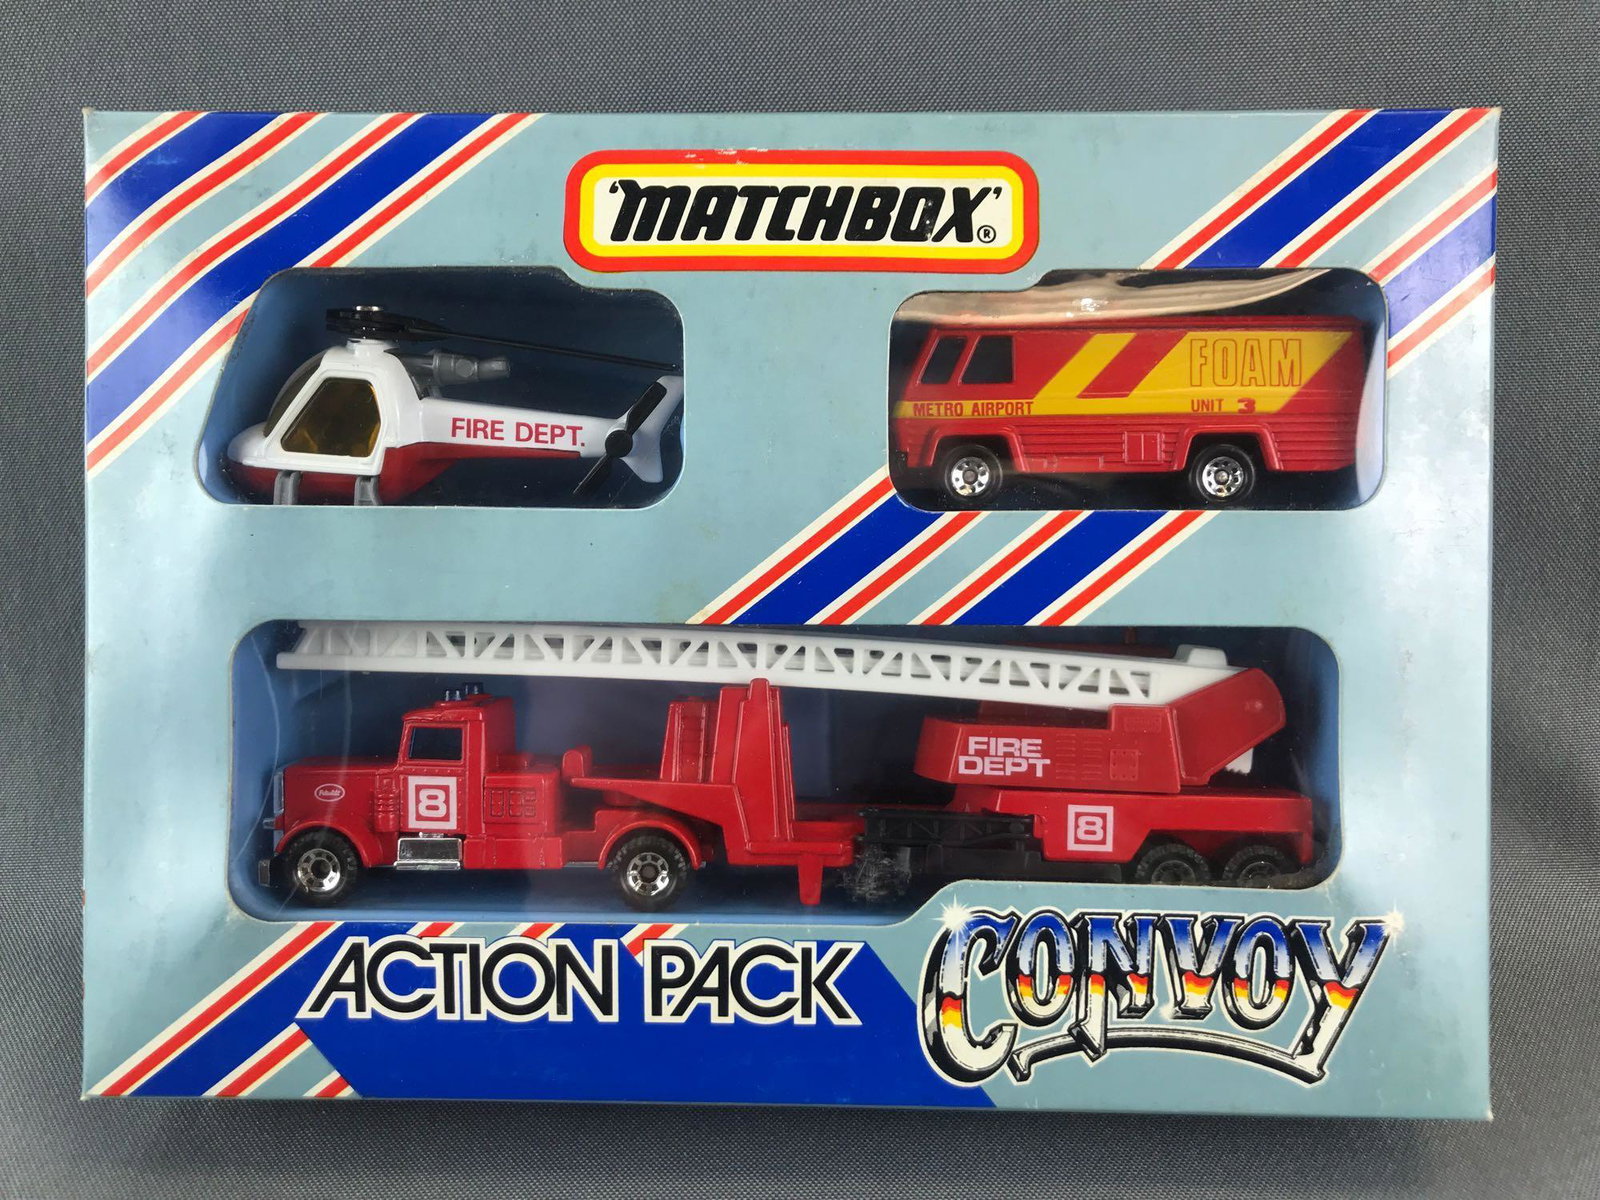 'MATCHBOX'®
FIRE DEPT.
FOAM
METRO AIRPORT UNIT 3
FIRE
DEPT
8
8
ACTION PACK
CONVOY